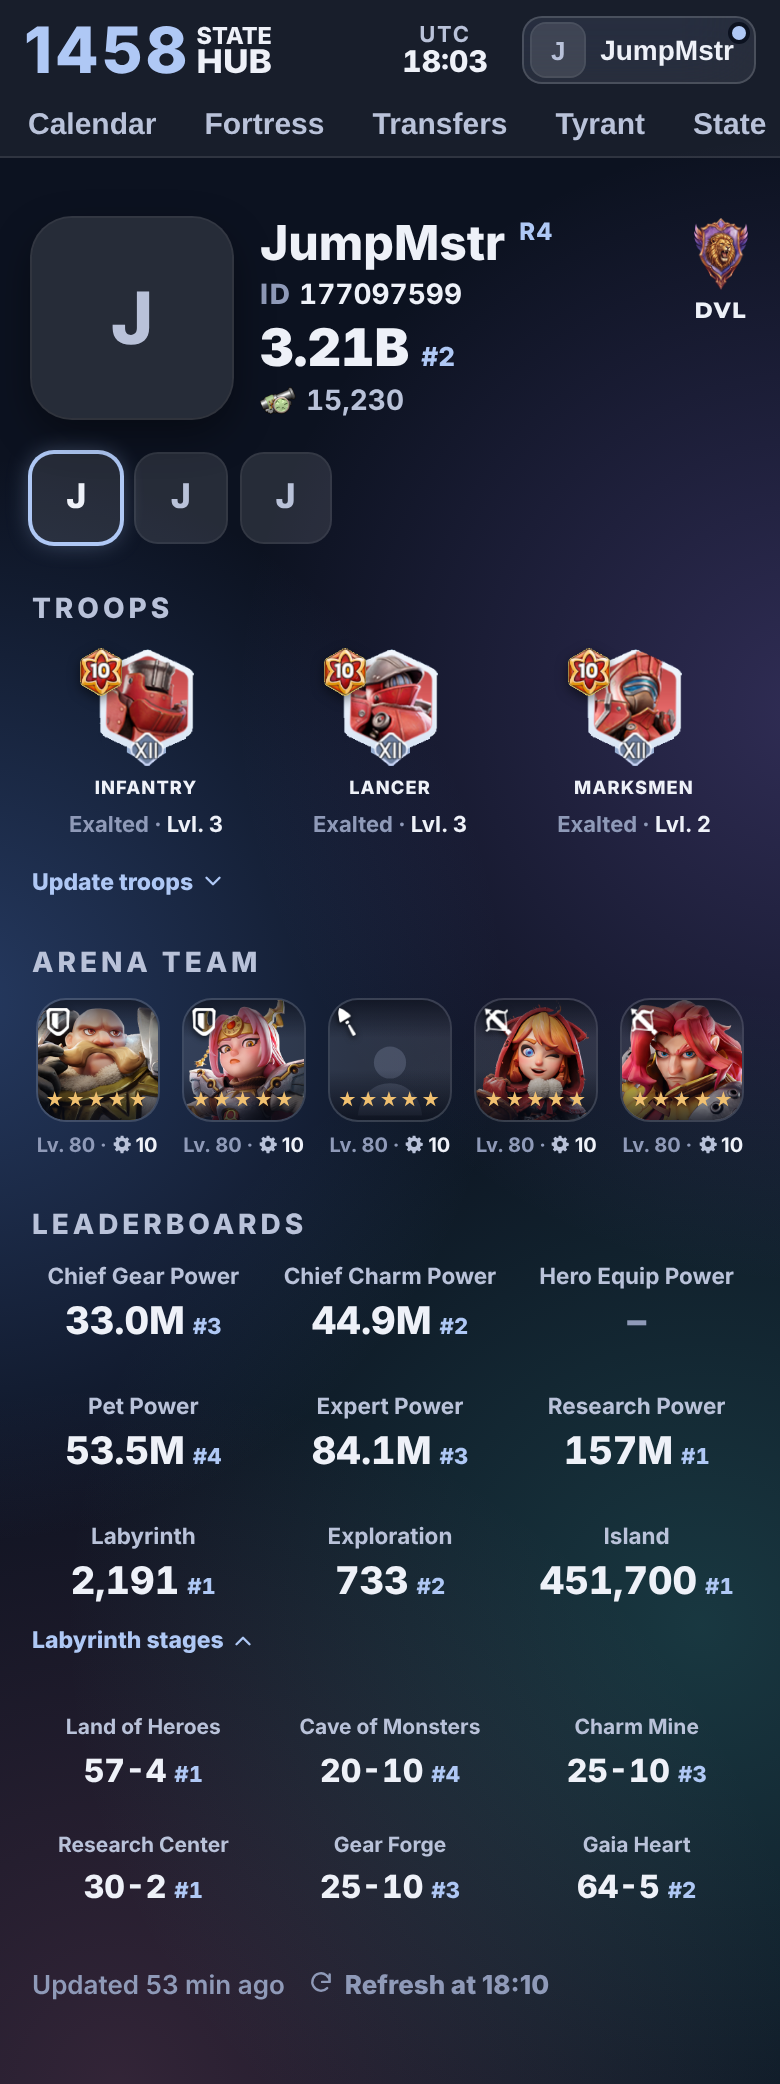 1458 STATE HUB
UTC
18:03
J JumpMstr
Calendar Fortress Transfers Tyrant State
J
JumpMstr R4
ID 177097599
3.21B #2
15,230
DVL
J J J
TROOPS
10 10 10
XII XII XII
INFANTRY LANCER MARKSMEN
Exalted · Lvl. 3 Exalted · Lvl. 3 Exalted · Lvl. 2
Update troops
ARENA TEAM
Lv. 80 · 10 Lv. 80 · 10 Lv. 80 · 10 Lv. 80 · 10 Lv. 80 · 10
LEADERBOARDS
Chief Gear Power Chief Charm Power Hero Equip Power
33.0M #3 44.9M #2 –
Pet Power Expert Power Research Power
53.5M #4 84.1M #3 157M #1
Labyrinth Exploration Island
2,191 #1 733 #2 451,700 #1
Labyrinth stages
Land of Heroes Cave of Monsters Charm Mine
57-4 #1 20-10 #4 25-10 #3
Research Center Gear Forge Gaia Heart
30-2 #1 25-10 #3 64-5 #2
Updated 53 min ago Refresh at 18:10